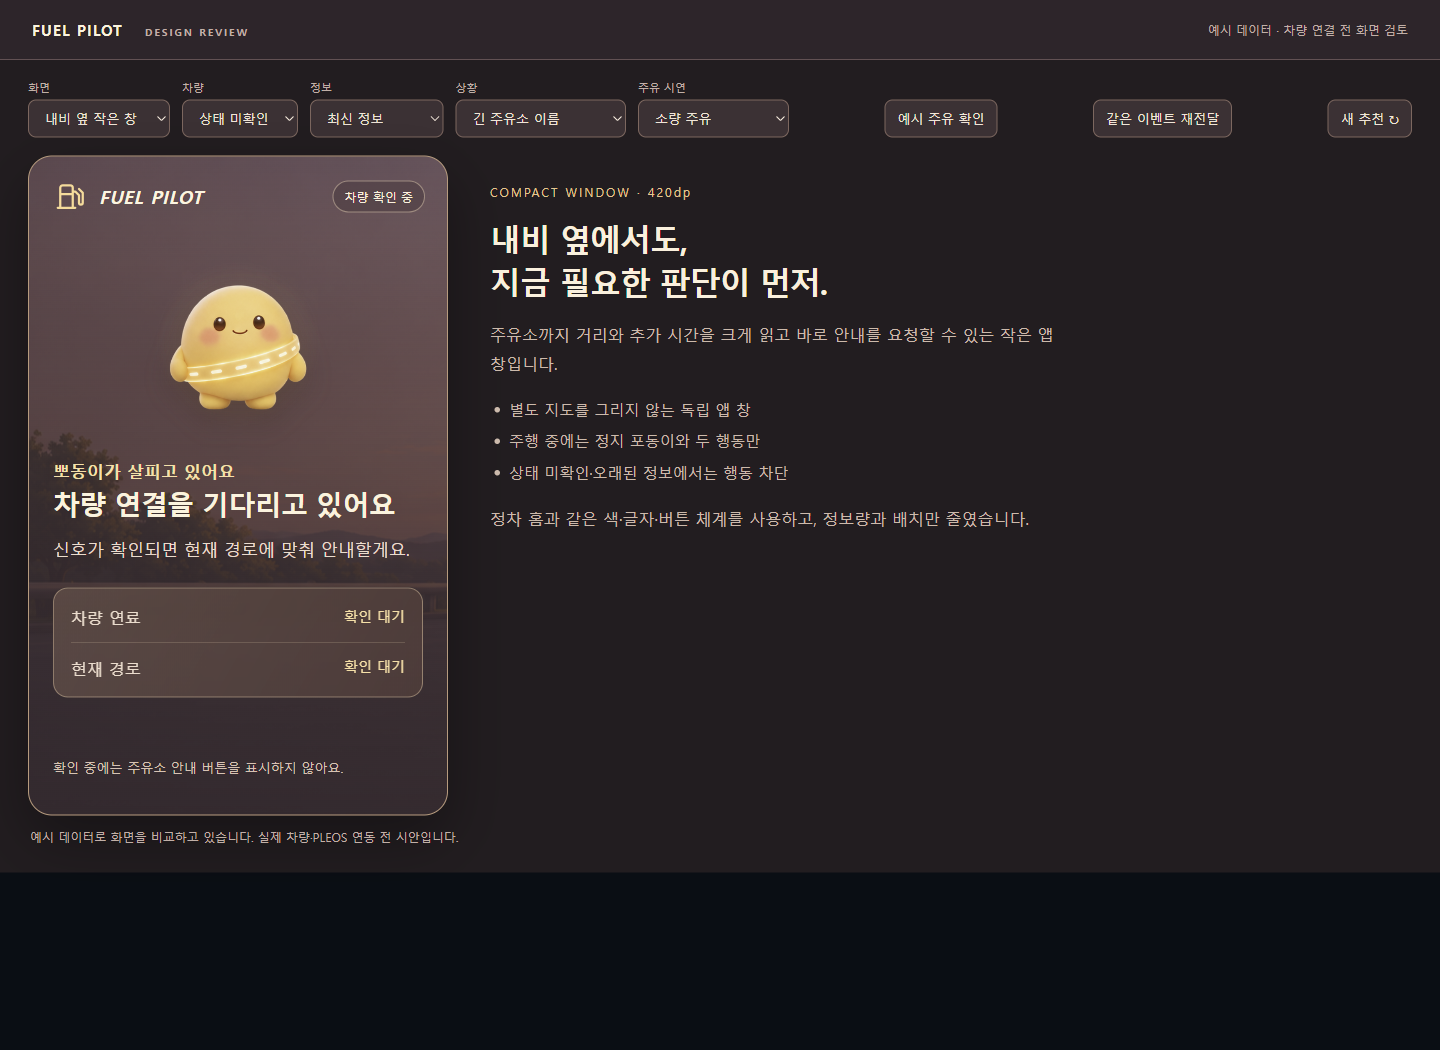 FUEL PILOT DESIGN REVIEW
예시 데이터 · 차량 연결 전 화면 검토
화면 차량 정보 상황 주유 시연
내비 옆 작은 창 상태 미확인 최신 정보 긴 주유소 이름 소량 주유 예시 주유 확인 같은 이벤트 재전달 새 추천 ↻
FUEL PILOT 차량 확인 중
뽀동이가 살피고 있어요
차량 연결을 기다리고 있어요
신호가 확인되면 현재 경로에 맞춰 안내할게요.
차량 연료 확인 대기
현재 경로 확인 대기
확인 중에는 주유소 안내 버튼을 표시하지 않아요.
COMPACT WINDOW · 420dp
내비 옆에서도,
지금 필요한 판단이 먼저.
주유소까지 거리와 추가 시간을 크게 읽고 바로 안내를 요청할 수 있는 작은 앱
창입니다.
• 별도 지도를 그리지 않는 독립 앱 창
• 주행 중에는 정지 포동이와 두 행동만
• 상태 미확인·오래된 정보에서는 행동 차단
정차 홈과 같은 색·글자·버튼 체계를 사용하고, 정보량과 배치만 줄였습니다.
예시 데이터로 화면을 비교하고 있습니다. 실제 차량·PLEOS 연동 전 시안입니다.